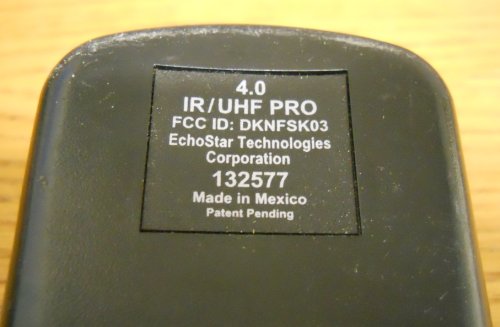 4.0
IR/UHF PRO
FCC ID: DKNFSK03
EchoStar Technologies
Corporation
132577
Made in Mexico
Patent Pending